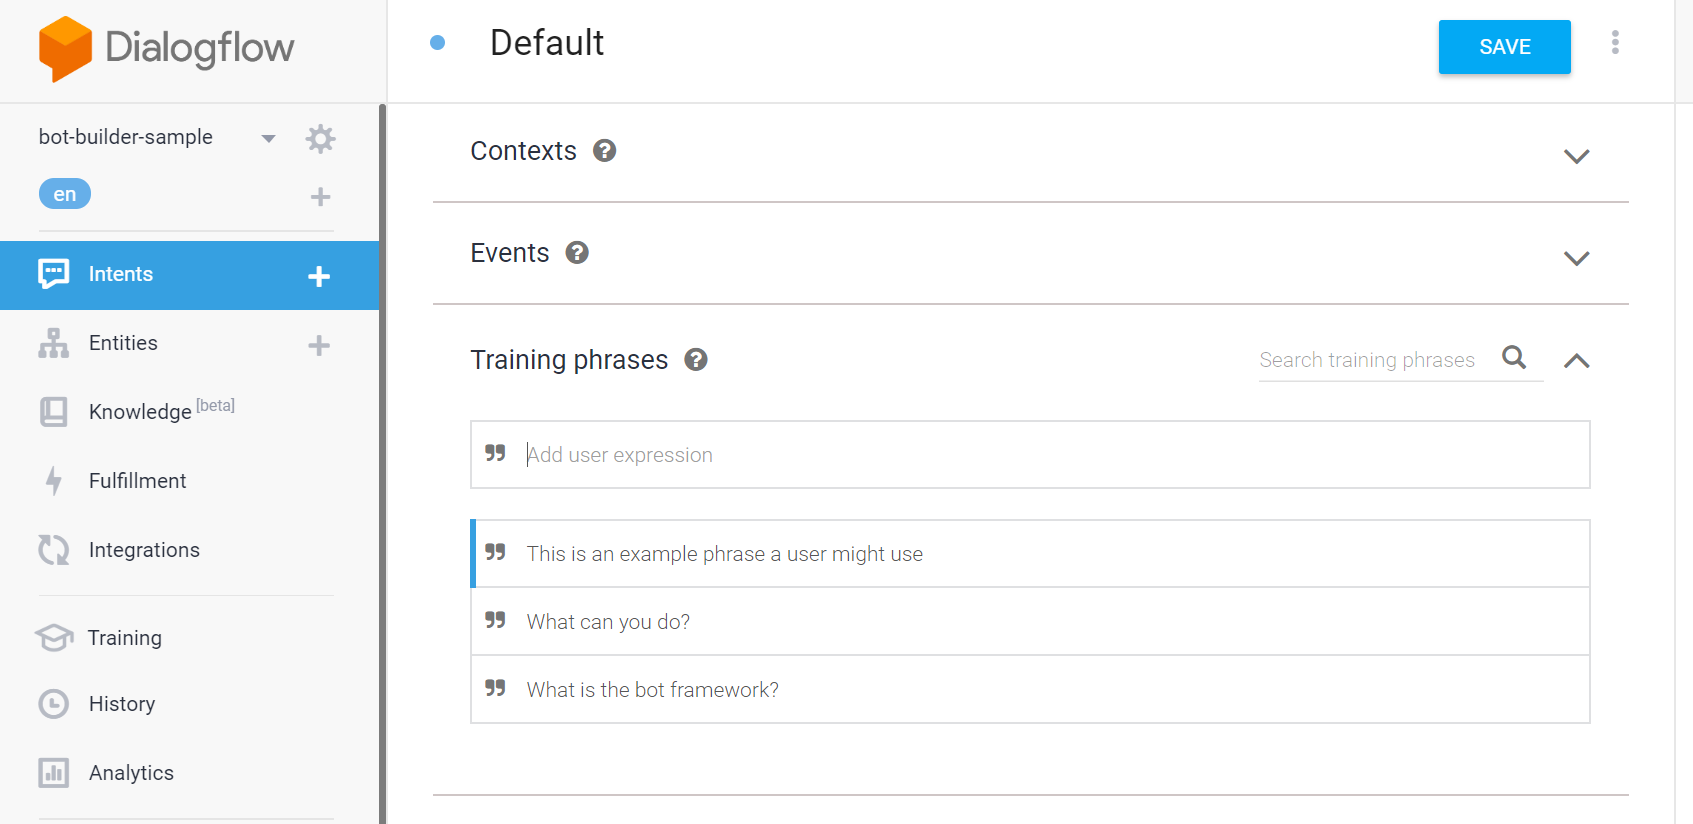 Dialogflow
bot-builder-sample
en
Intents
Entities
Knowledge [beta]
Fulfillment
Integrations
Training
History
Analytics
Default
SAVE
Contexts
Events
Training phrases
Search training phrases
Add user expression
This is an example phrase a user might use
What can you do?
What is the bot framework?